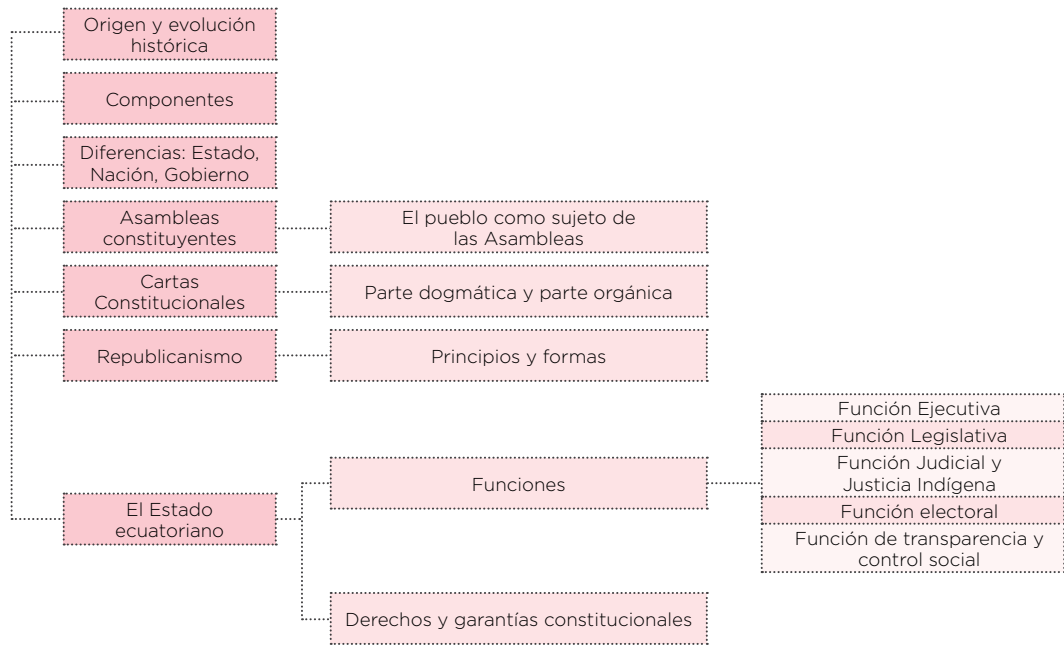 Origen y evolución
histórica
Componentes
Diferencias: Estado,
Nación, Gobierno
Asambleas
constituyentes
El pueblo como sujeto de
las Asambleas
Cartas
Constitucionales
Parte dogmática y parte orgánica
Republicanismo
Principios y formas
El Estado
ecuatoriano
Funciones
Función Ejecutiva
Función Legislativa
Función Judicial y
Justicia Indígena
Función electoral
Función de transparencia y
control social
Derechos y garantías constitucionales